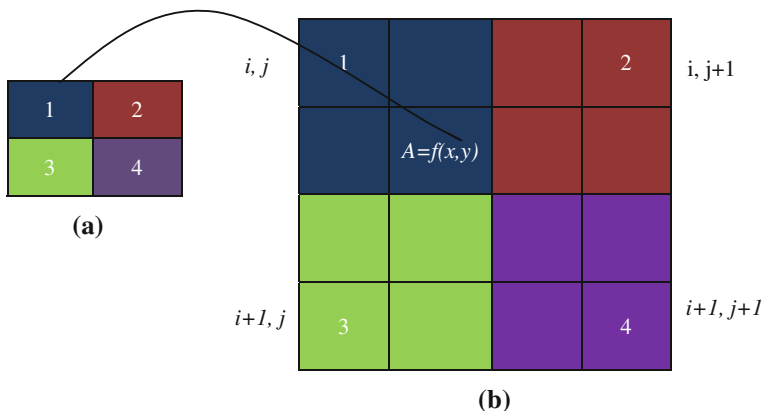 1 2
3 4
(a)
i, j 1 2 i, j+1
A=f(x,y)
i+1, j 3 4 i+1, j+1
(b)